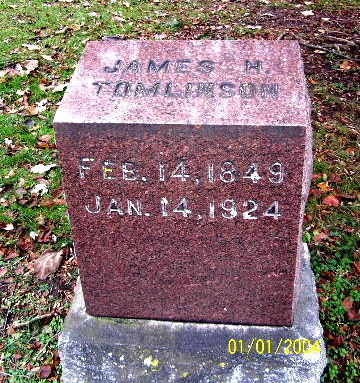 JAMES H
TOMLINSON
FEB. 14, 1849
JAN. 14, 1924
01/01/2004